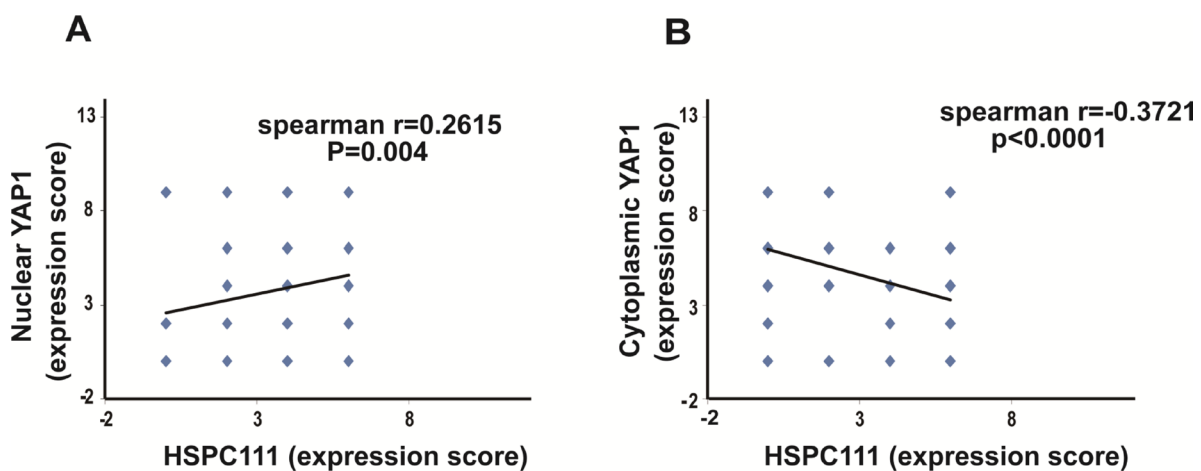 A
spearman r=0.2615
P=0.004
Nuclear YAP1
(expression score)
13
8
3
-2
-2
3
8
HSPC111 (expression score)
B
spearman r=-0.3721
p<0.0001
Cytoplasmic YAP1
(expression score)
13
8
3
-2
-2
3
8
HSPC111 (expression score)